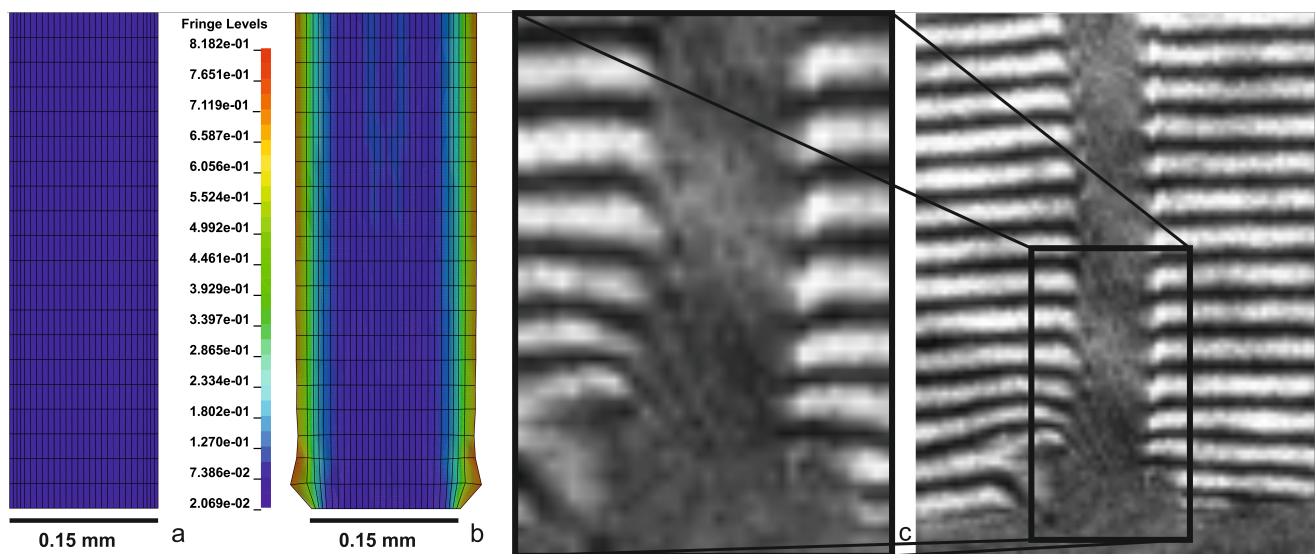 Fringe Levels
8.182e-01
7.651e-01
7.119e-01
6.587e-01
6.056e-01
5.524e-01
4.992e-01
4.461e-01
3.929e-01
3.397e-01
2.865e-01
2.334e-01
1.802e-01
1.270e-01
7.386e-02
2.069e-02
0.15 mm
a
0.15 mm
b
c